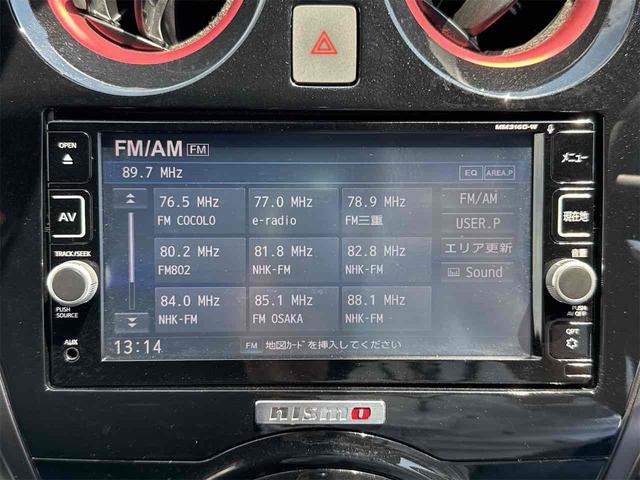 MM316D-W
OPEN
AV
TRACK/SEEK
PUSH
SOURCE
AUX
FM/AM FM
89.7 MHz
EQ AREA.P
76.5 MHz
FM COCOLO
77.0 MHz
e-radio
78.9 MHz
FM三重
FM/AM
USER.P
80.2 MHz
FM802
81.8 MHz
NHK-FM
82.8 MHz
NHK-FM
エリア更新
Sound
84.0 MHz
NHK-FM
85.1 MHz
FM OSAKA
88.1 MHz
NHK-FM
13:14
FM 地図ｶｰﾄﾞを挿入してください
メニュー
現在地
音量
PUSH
AV OFF
OPT
nismo